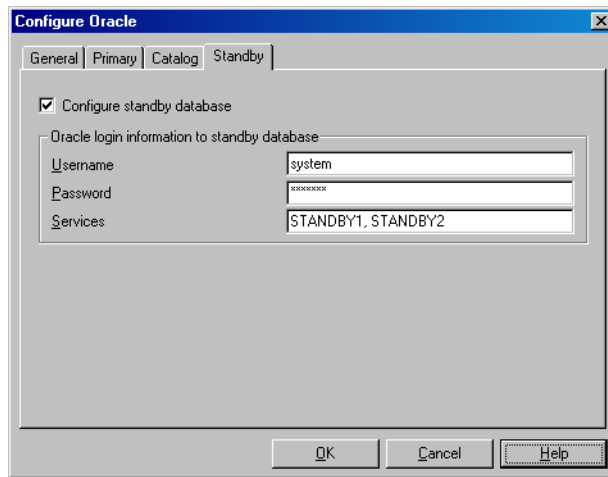 Configure Oracle
General Primary Catalog Standby
Configure standby database
Oracle login information to standby database
Username system
Password *******
Services STANDBY1, STANDBY2
OK Cancel Help